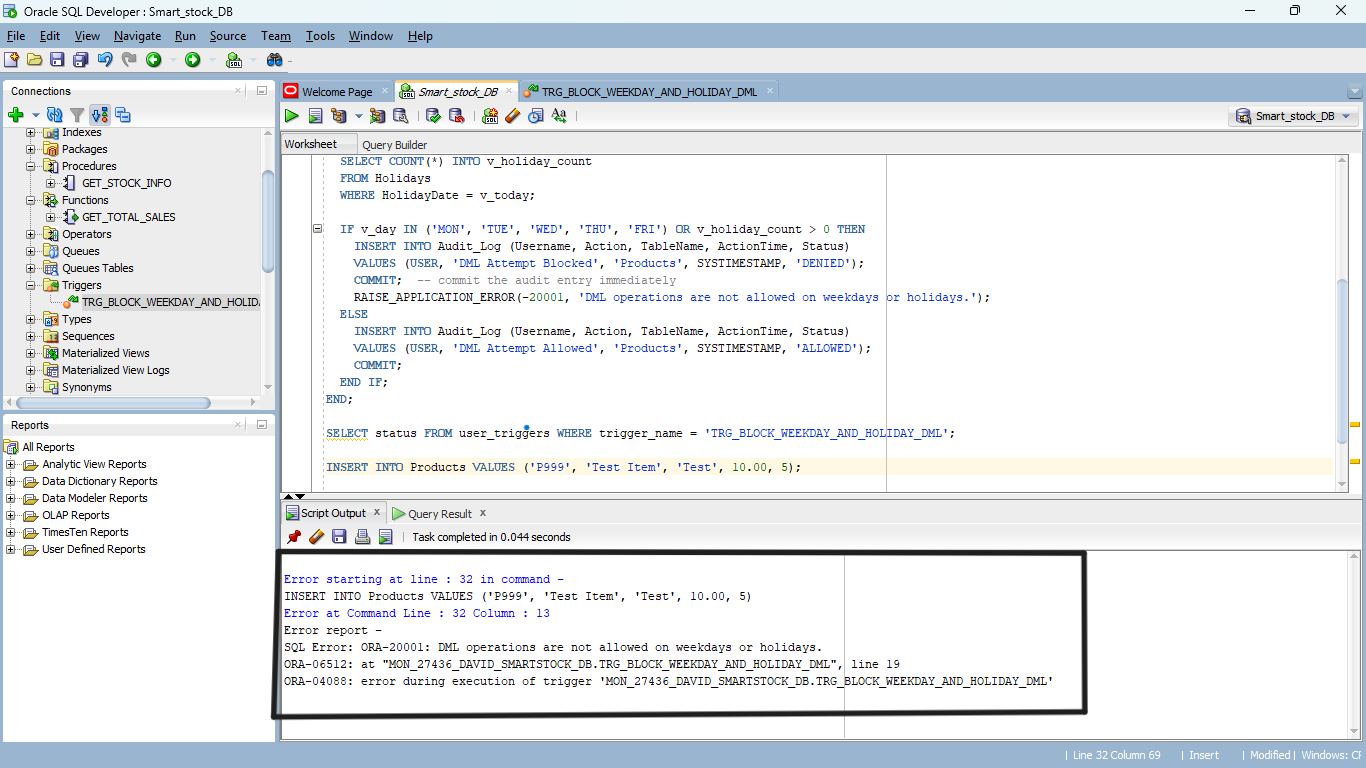 Oracle SQL Developer : Smart_stock_DB
File Edit View Navigate Run Source Team Tools Window Help
Connections
Indexes
Packages
Procedures
GET_STOCK_INFO
Functions
GET_TOTAL_SALES
Operators
Queues
Queues Tables
Triggers
TRG_BLOCK_WEEKDAY_AND_HOLID
Types
Sequences
Materialized Views
Materialized View Logs
Synonyms
Reports
All Reports
Analytic View Reports
Data Dictionary Reports
Data Modeler Reports
OLAP Reports
TimesTen Reports
User Defined Reports
Welcome Page Smart_stock_DB TRG_BLOCK_WEEKDAY_AND_HOLIDAY_DML
Smart_stock_DB
Worksheet Query Builder
SELECT COUNT(*) INTO v_holiday_count
FROM Holidays
WHERE HolidayDate = v_today;
IF v_day IN ('MON', 'TUE', 'WED', 'THU', 'FRI') OR v_holiday_count > 0 THEN
INSERT INTO Audit_Log (Username, Action, TableName, ActionTime, Status)
VALUES (USER, 'DML Attempt Blocked', 'Products', SYSTIMESTAMP, 'DENIED');
COMMIT; -- commit the audit entry immediately
RAISE_APPLICATION_ERROR(-20001, 'DML operations are not allowed on weekdays or holidays.');
ELSE
INSERT INTO Audit_Log (Username, Action, TableName, ActionTime, Status)
VALUES (USER, 'DML Attempt Allowed', 'Products', SYSTIMESTAMP, 'ALLOWED');
COMMIT;
END IF;
END;
SELECT status FROM user_triggers WHERE trigger_name = 'TRG_BLOCK_WEEKDAY_AND_HOLIDAY_DML';
INSERT INTO Products VALUES ('P999', 'Test Item', 'Test', 10.00, 5);
Script Output Query Result
Task completed in 0.044 seconds
Error starting at line : 32 in command -
INSERT INTO Products VALUES ('P999', 'Test Item', 'Test', 10.00, 5)
Error at Command Line : 32 Column : 13
Error report -
SQL Error: ORA-20001: DML operations are not allowed on weekdays or holidays.
ORA-06512: at "MON_27436_DAVID_SMARTSTOCK_DB.TRG_BLOCK_WEEKDAY_AND_HOLIDAY_DML", line 19
ORA-04088: error during execution of trigger 'MON_27436_DAVID_SMARTSTOCK_DB.TRG_BLOCK_WEEKDAY_AND_HOLIDAY_DML'
Line 32 Column 69 | Insert | Modified | Windows: